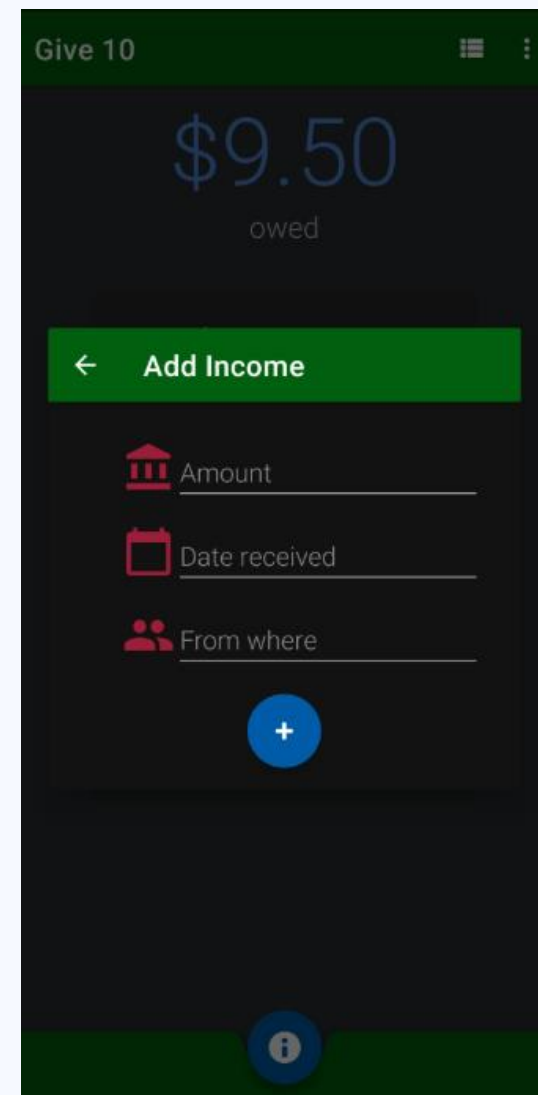 Give 10
$9.50
owed
Add Income
Amount
Date received
From where